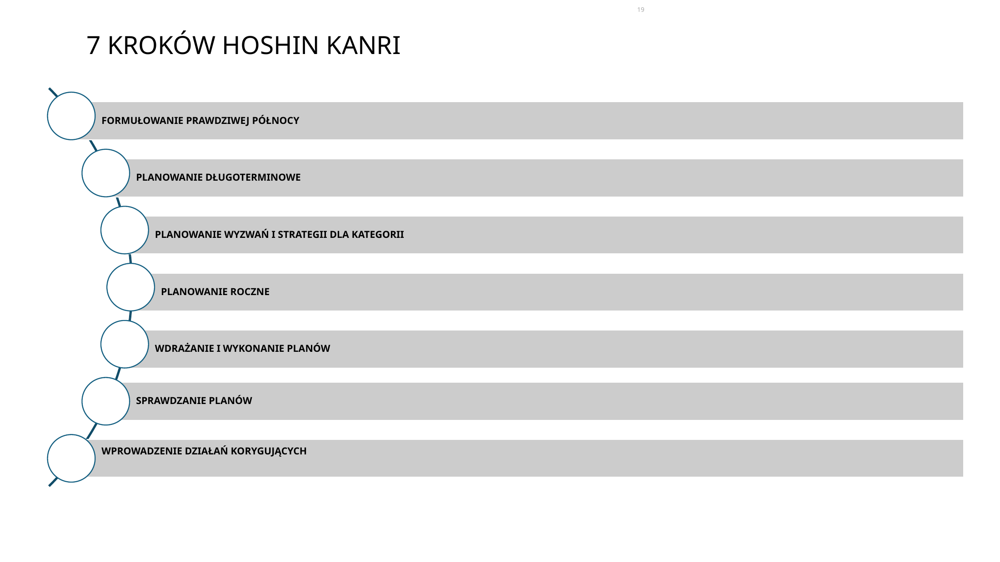 19
7 KROKÓW HOSHIN KANRI
FORMUŁOWANIE PRAWDZIWEJ PÓŁNOCY
PLANOWANIE DŁUGOTERMINOWE
PLANOWANIE WYZWAŃ I STRATEGII DLA KATEGORII
PLANOWANIE ROCZNE
WDRAŻANIE I WYKONANIE PLANÓW
SPRAWDZANIE PLANÓW
WPROWADZENIE DZIAŁAŃ KORYGUJĄCYCH